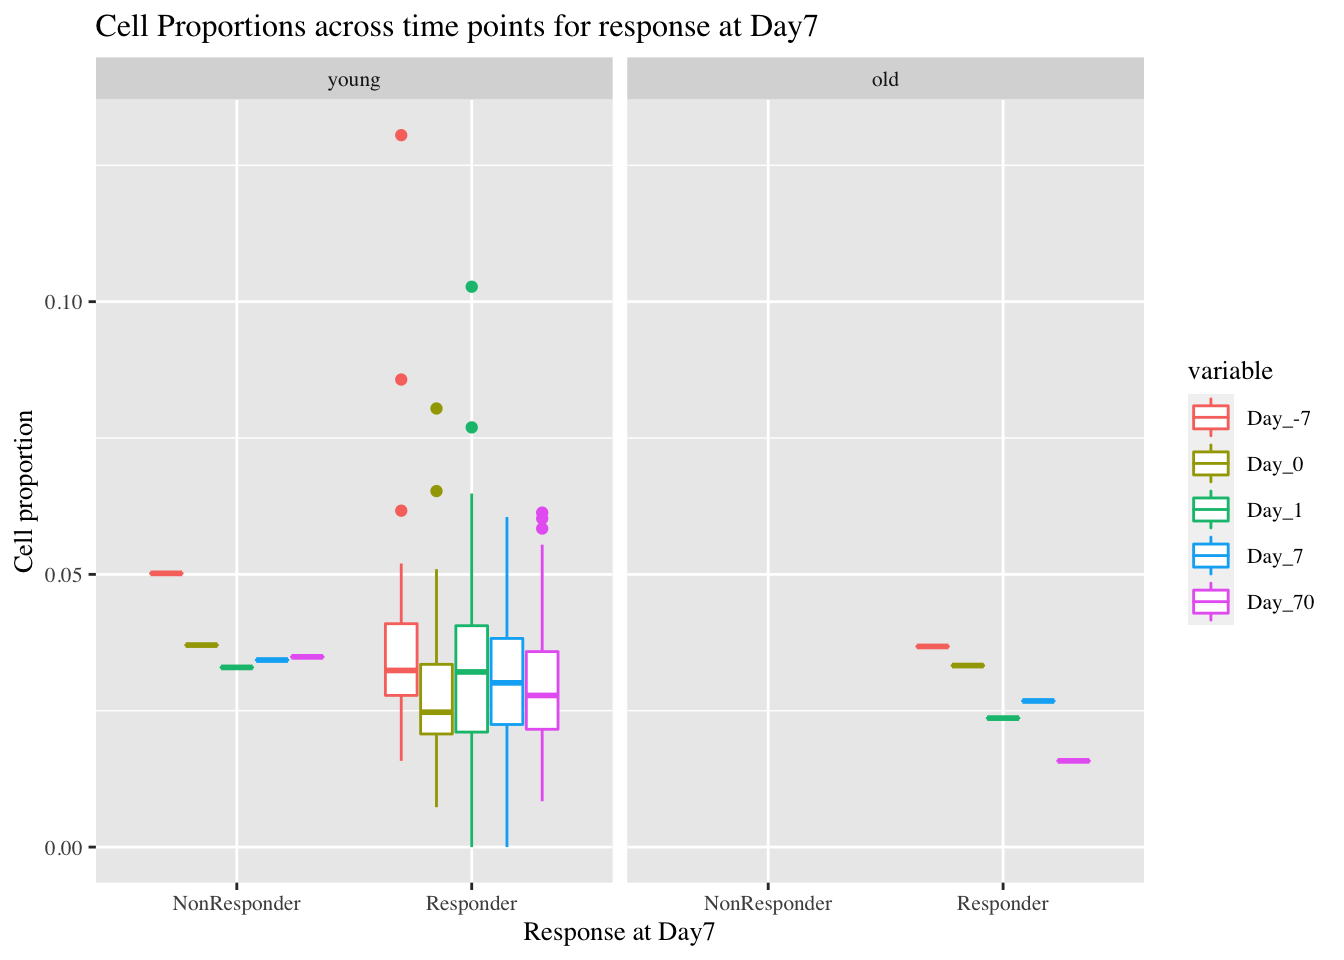 Cell Proportions across time points for response at Day7
young
old
0.10
0.05
0.00
Cell proportion
NonResponder
Responder
NonResponder
Responder
Response at Day7
variable
Day_-7
Day_0
Day_1
Day_7
Day_70